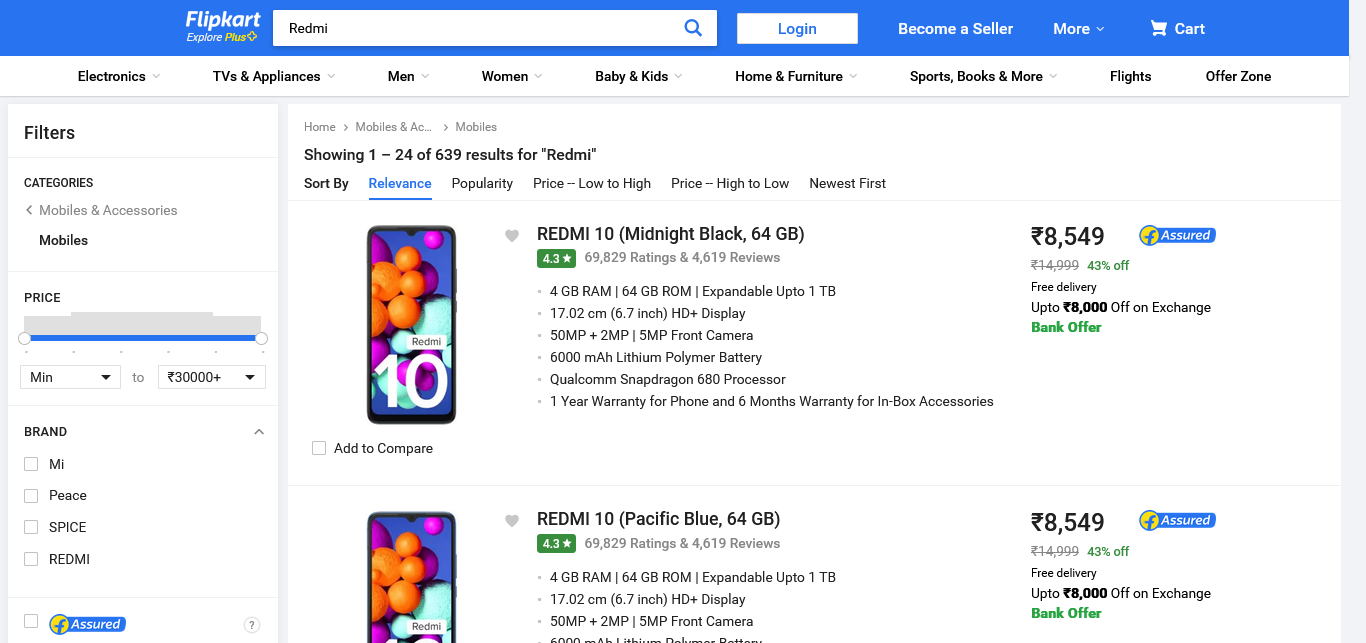 Flipkart
Explore Plus
Redmi
Login
Become a Seller
More
Cart
Electronics
TVs & Appliances
Men
Women
Baby & Kids
Home & Furniture
Sports, Books & More
Flights
Offer Zone
Filters
CATEGORIES
Mobiles & Accessories
Mobiles
PRICE
Min
to
₹30000+
BRAND
Mi
Peace
SPICE
REDMI
Assured
?
Home
Mobiles & Ac...
Mobiles
Showing 1 – 24 of 639 results for "Redmi"
Sort By
Relevance
Popularity
Price -- Low to High
Price -- High to Low
Newest First
Redmi
10
Add to Compare
REDMI 10 (Midnight Black, 64 GB)
4.3 ★ 69,829 Ratings & 4,619 Reviews
4 GB RAM | 64 GB ROM | Expandable Upto 1 TB
17.02 cm (6.7 inch) HD+ Display
50MP + 2MP | 5MP Front Camera
6000 mAh Lithium Polymer Battery
Qualcomm Snapdragon 680 Processor
1 Year Warranty for Phone and 6 Months Warranty for In-Box Accessories
₹8,549
Assured
₹14,999 43% off
Free delivery
Upto ₹8,000 Off on Exchange
Bank Offer
Redmi
REDMI 10 (Pacific Blue, 64 GB)
4.3 ★ 69,829 Ratings & 4,619 Reviews
4 GB RAM | 64 GB ROM | Expandable Upto 1 TB
17.02 cm (6.7 inch) HD+ Display
50MP + 2MP | 5MP Front Camera
6000 mAh Lithium Polymer Battery
₹8,549
Assured
₹14,999 43% off
Free delivery
Upto ₹8,000 Off on Exchange
Bank Offer